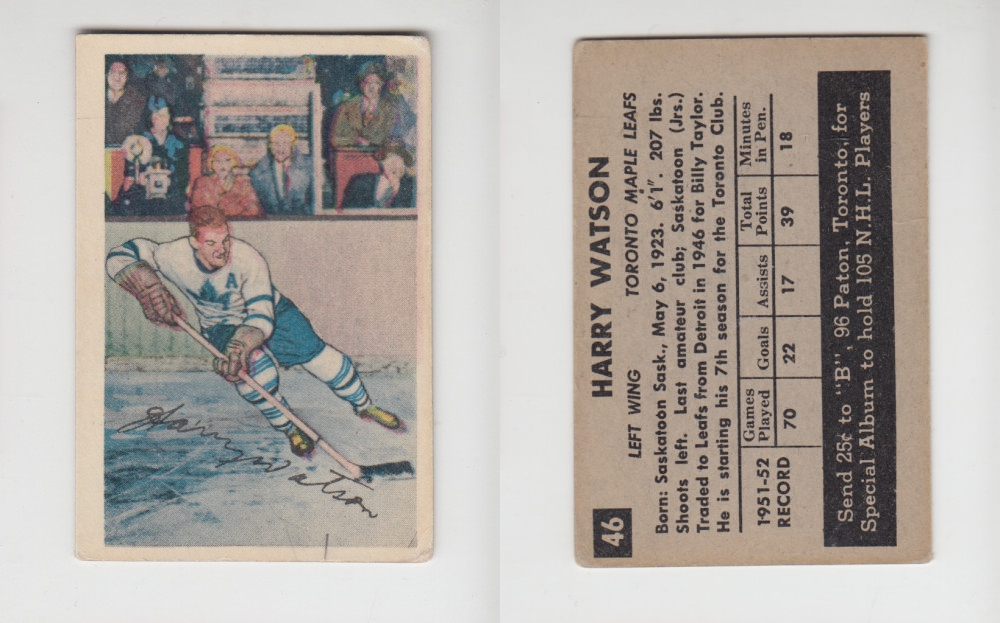 A
Harry Watson
46
HARRY WATSON
LEFT WING TORONTO MAPLE LEAFS
Born: Saskatoon Sask., May 6, 1923. 6'1". 207 lbs.
Shoots left. Last amateur club; Saskatoon (Jrs.)
Traded to Leafs from Detroit in 1946 for Billy Taylor.
He is starting his 7th season for the Toronto Club.
1951-52 RECORD
Games Played Goals Assists Total Points Minutes in Pen.
70 22 17 39 18
Send 25¢ to "B", 96 Paton, Toronto, for
Special Album to hold 105 N.H.L. Players